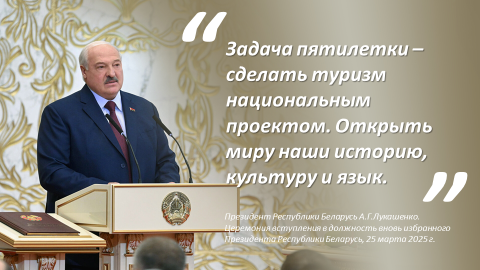 “
Задача пятилетки –
сделать туризм
национальным
проектом. Открыть
миру наши историю,
культуру и язык.
”
Президент Республики Беларусь А.Г.Лукашенко.
Церемония вступления в должность вновь избранного
Президента Республики Беларусь, 25 марта 2025 г.